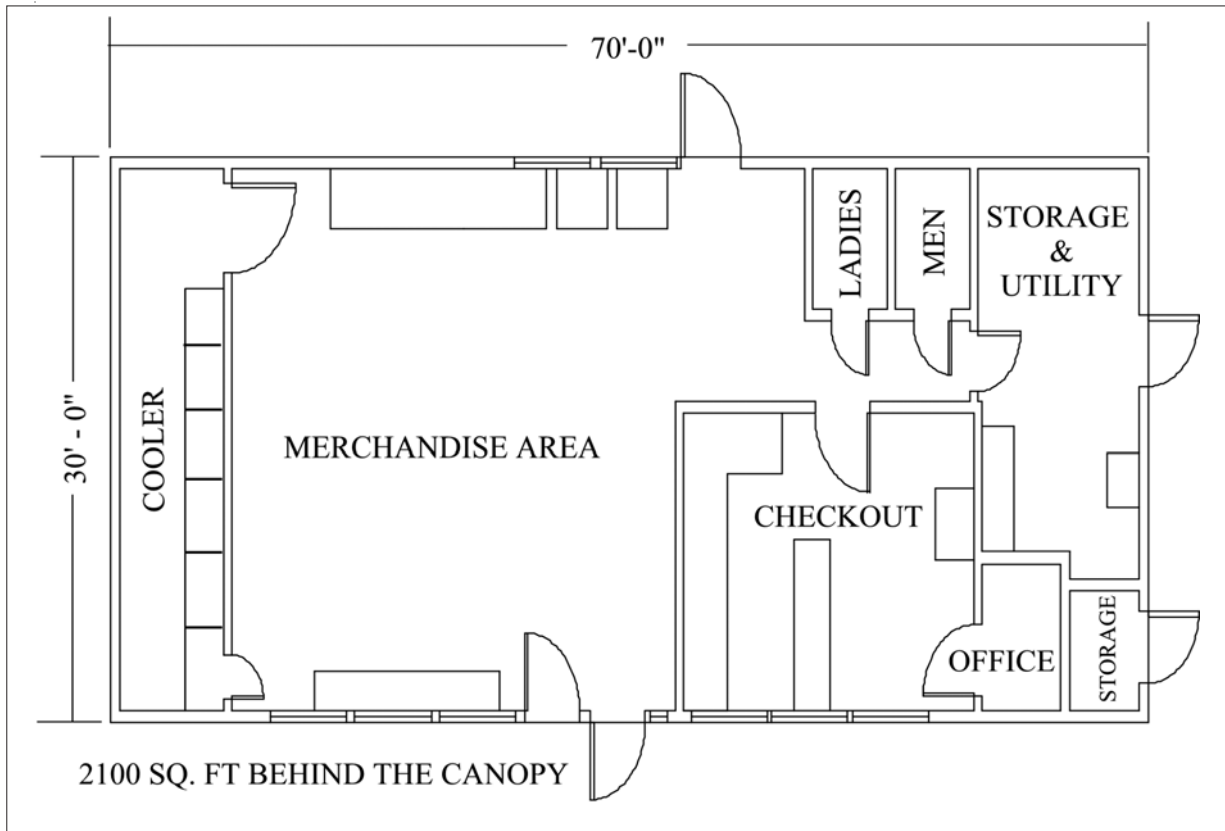 70'-0"
30' - 0"
COOLER
MERCHANDISE AREA
LADIES
MEN
STORAGE
&
UTILITY
CHECKOUT
OFFICE
STORAGE
2100 SQ. FT BEHIND THE CANOPY